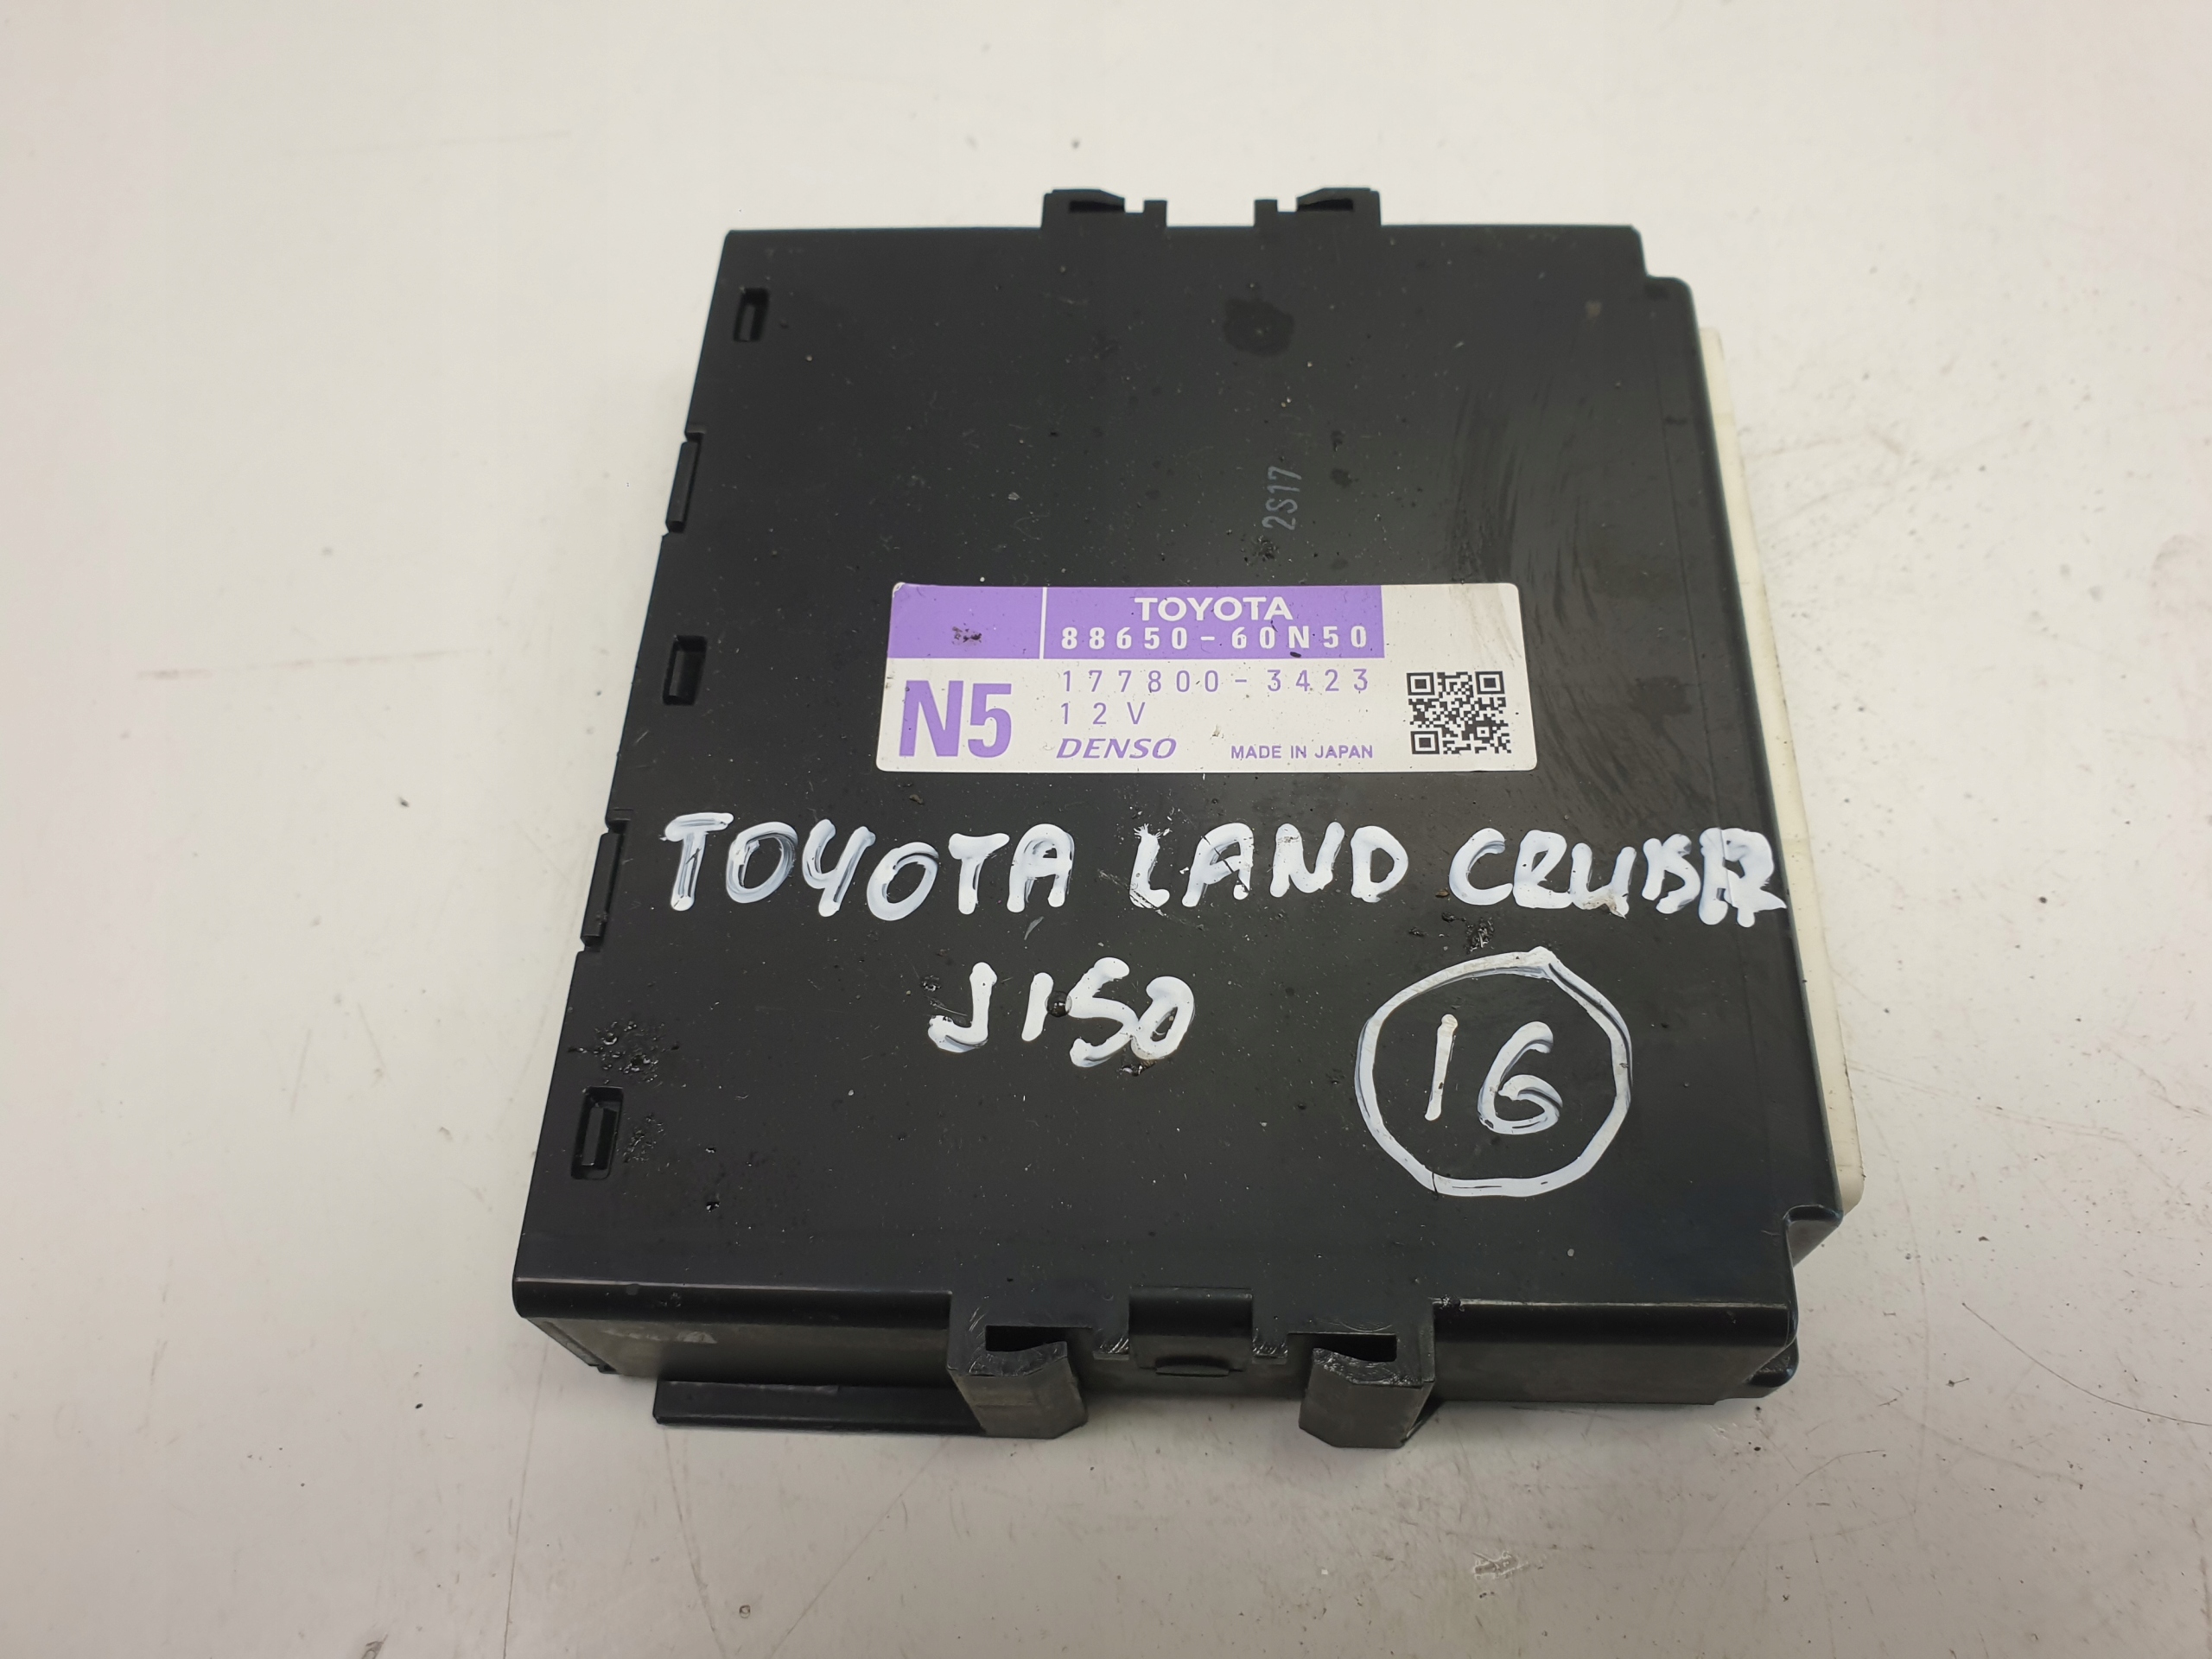 2S17
TOYOTA
88650-60N50
N5
177800-3423
12V
DENSO MADE IN JAPAN
TOYOTA LAND CRUISER
J150
16